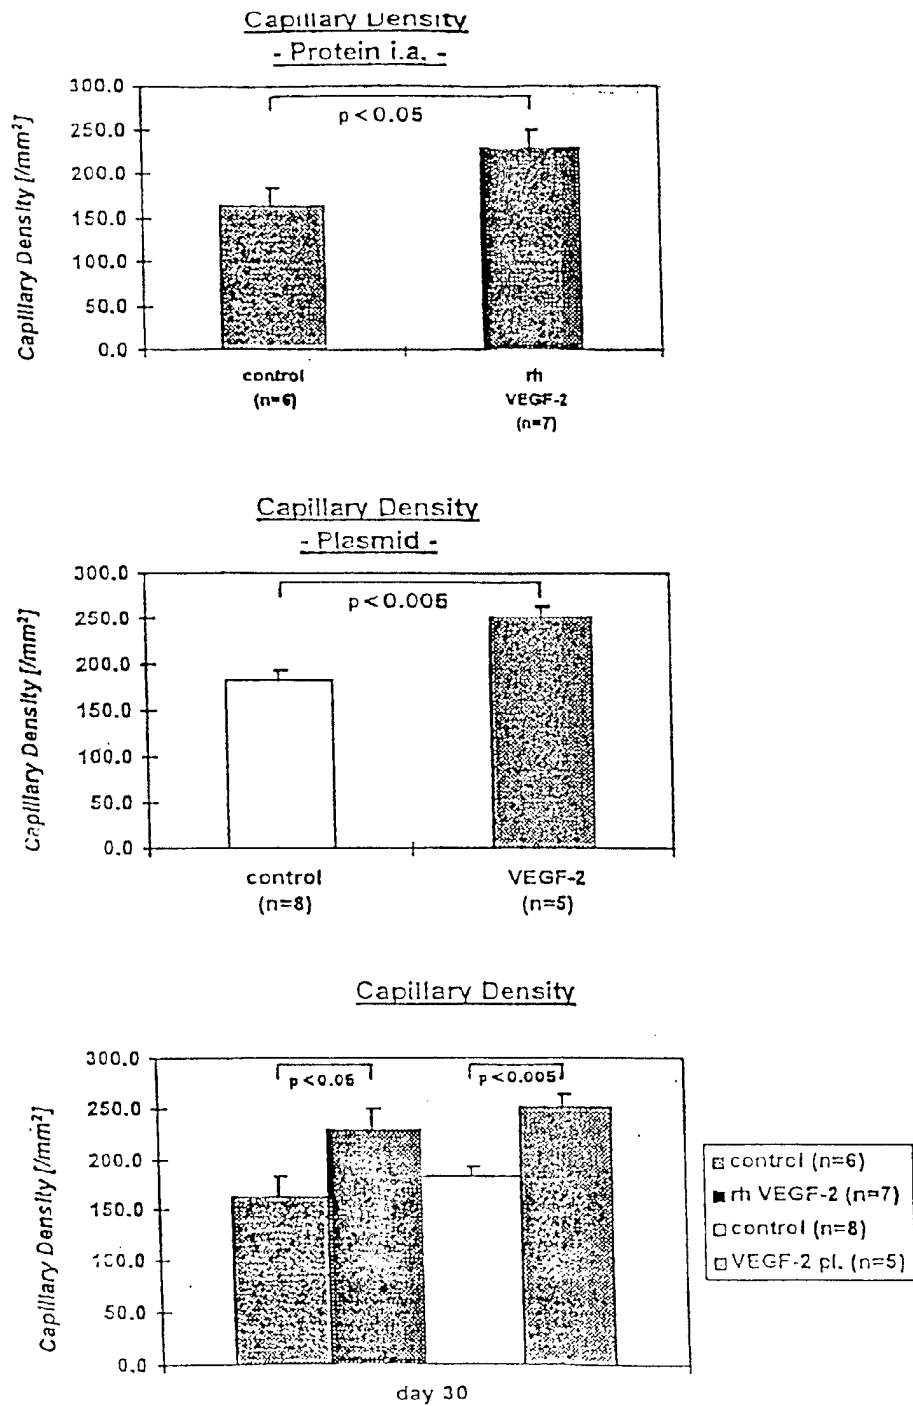 Capillary Density
- Protein i.a. -
Capillary Density [/mm²]
300.0
250.0
200.0
150.0
100.0
50.0
0.0
p<0.05
control
(n=6)
rh
VEGF-2
(n=7)
Capillary Density
- Plasmid -
Capillary Density [/mm²]
300.0
250.0
200.0
150.0
100.0
50.0
0.0
p<0.005
control
(n=8)
VEGF-2
(n=5)
Capillary Density
Capillary Density [/mm²]
300.0
250.0
200.0
150.0
100.0
50.0
0.0
p<0.05
p<0.005
day 30
control (n=6)
rh VEGF-2 (n=7)
control (n=8)
VEGF-2 pl. (n=5)